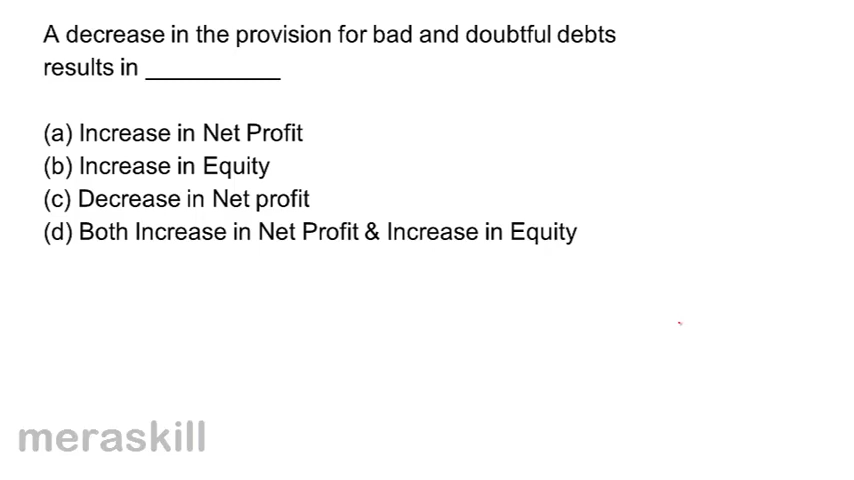 A decrease in the provision for bad and doubtful debts
results in __________
(a) Increase in Net Profit
(b) Increase in Equity
(c) Decrease in Net profit
(d) Both Increase in Net Profit & Increase in Equity
meraskill